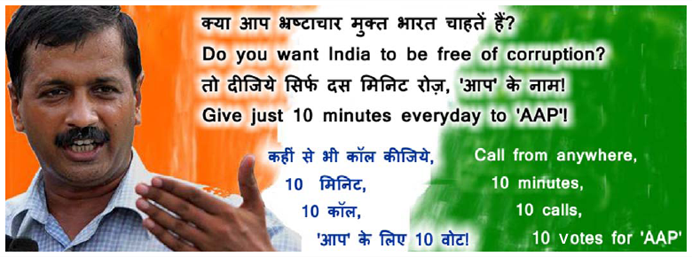 क्या आप भ्रष्टाचार मुक्त भारत चाहतें हैं?
Do you want India to be free of corruption?
तो दीजिये सिर्फ दस मिनिट रोज़, 'आप' के नाम!
Give just 10 minutes everyday to 'AAP'!
कहीं से भी कॉल कीजिये,
10 मिनिट,
10 कॉल,
'आप' के लिए 10 वोट!
Call from anywhere,
10 minutes,
10 calls,
10 votes for 'AAP'